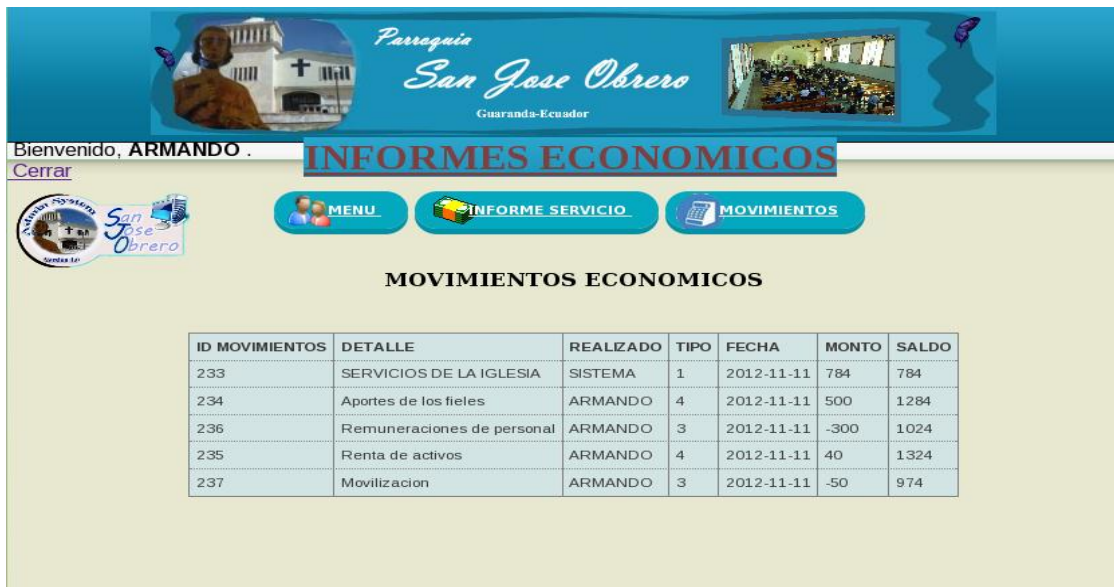 Parroquia
San Jose Obrero
Guaranda-Ecuador
Bienvenido, ARMANDO .
INFORMES ECONOMICOS
Cerrar
MENU INFORME SERVICIO MOVIMIENTOS
Admin System
San
Jose
Obrero
MOVIMIENTOS ECONOMICOS
ID MOVIMIENTOS DETALLE REALIZADO TIPO FECHA MONTO SALDO
233 SERVICIOS DE LA IGLESIA SISTEMA 1 2012-11-11 784 784
234 Aportes de los fieles ARMANDO 4 2012-11-11 500 1284
236 Remuneraciones de personal ARMANDO 3 2012-11-11 -300 1024
235 Renta de activos ARMANDO 4 2012-11-11 40 1324
237 Movilizacion ARMANDO 3 2012-11-11 -50 974